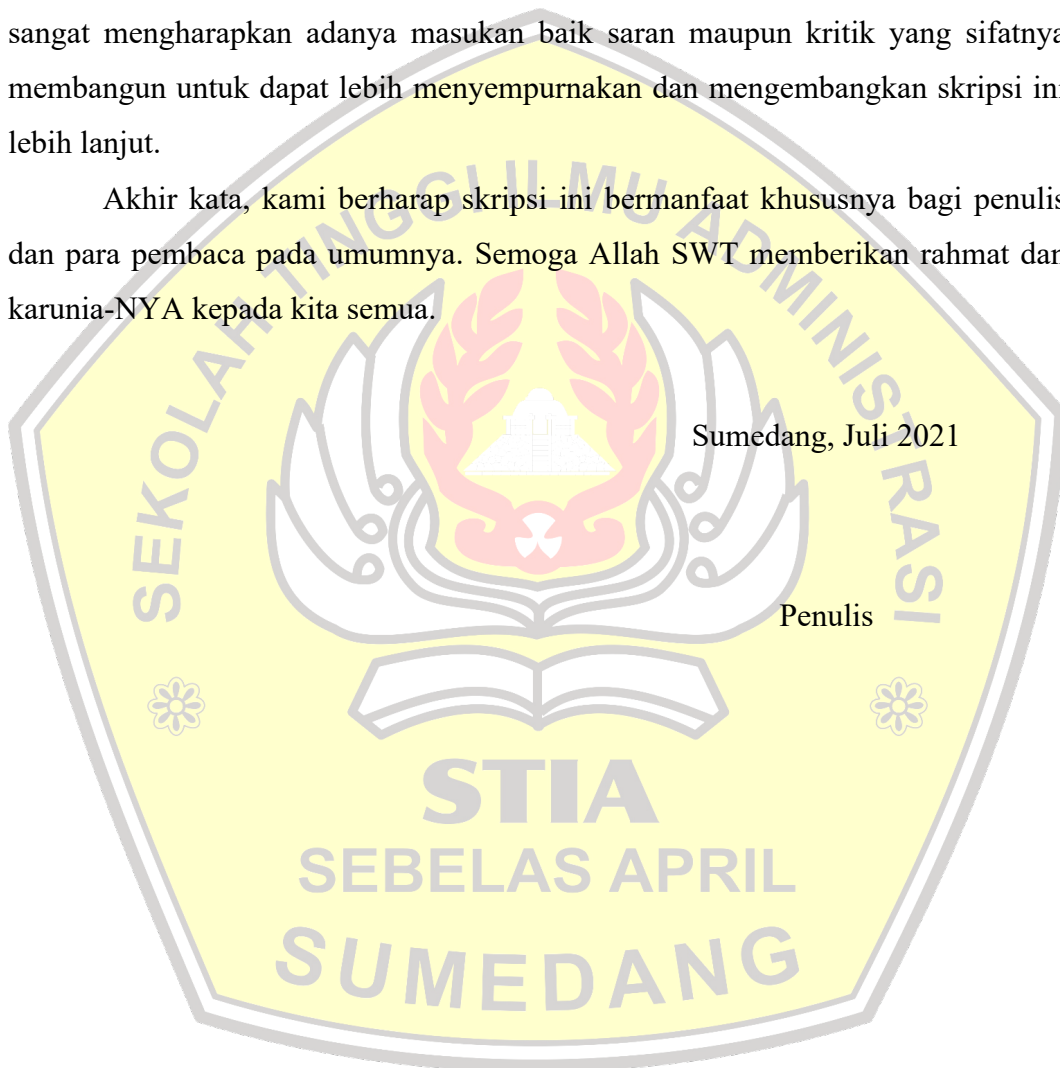 sangat mengharapkan adanya masukan baik saran maupun kritik yang sifatnya
membangun untuk dapat lebih menyempurnakan dan mengembangkan skripsi ini
lebih lanjut.
Akhir kata, kami berharap skripsi ini bermanfaat khususnya bagi penulis
dan para pembaca pada umumnya. Semoga Allah SWT memberikan rahmat dan
karunia-NYA kepada kita semua.
Sumedang, Juli 2021
Penulis
SEKOLAH TINGGI ILMU ADMINISTRASI
STIA
SEBELAS APRIL
SUMEDANG